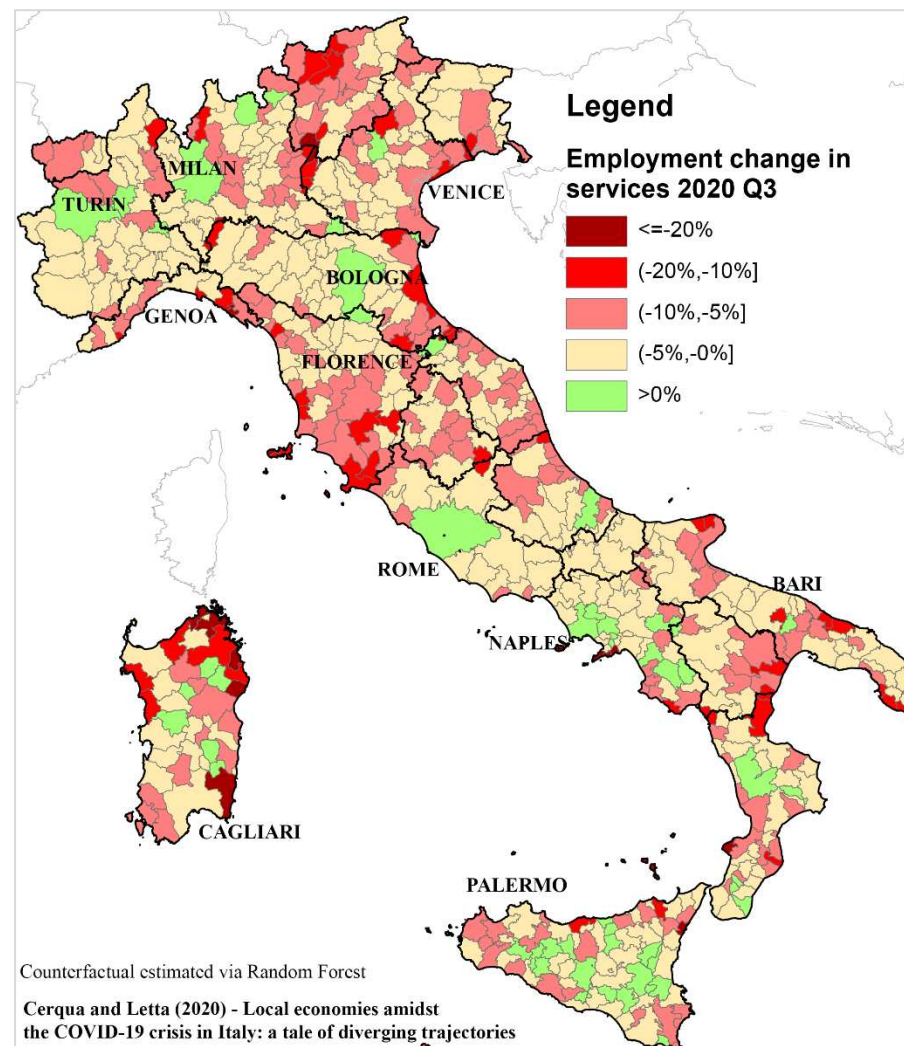 Legend
Employment change in
services 2020 Q3
<=-20%
(-20%,-10%]
(-10%,-5%]
(-5%,-0%]
>0%
MILAN
TURIN
VENICE
BOLOGNA
GENOA
FLORENCE
ROME
BARI
NAPLES
CAGLIARI
PALERMO
Counterfactual estimated via Random Forest
Cerqua and Letta (2020) - Local economies amidst
the COVID-19 crisis in Italy: a tale of diverging trajectories